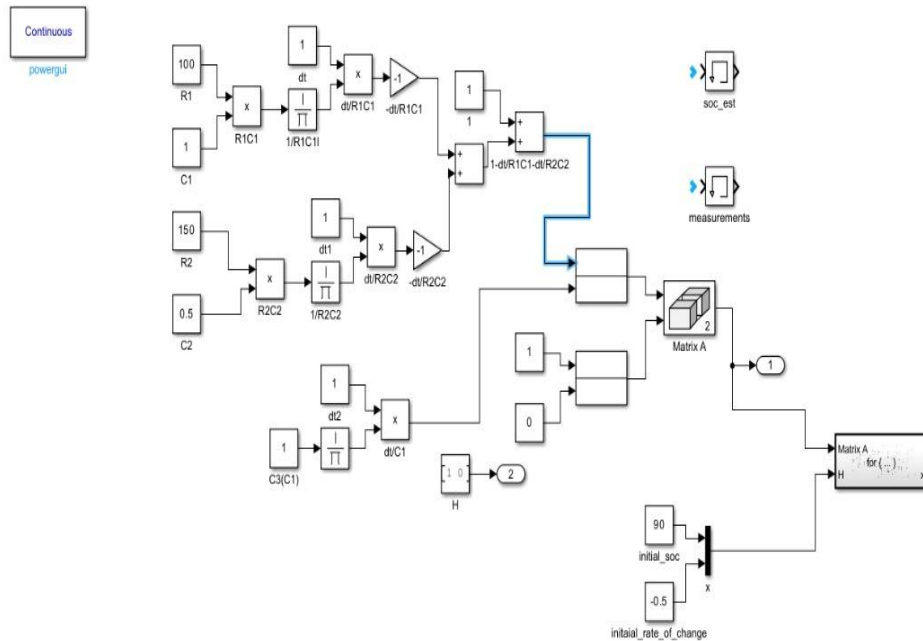 Continuous
powergui
100
R1
1
C1
x
R1C1
1/R1C1i
1
dt
x
dt/R1C1
-1
-dt/R1C1
1
1
+
+
1-dt/R1C1-dt/R2C2
+
+
soc_est
measurements
150
R2
0.5
C2
x
R2C2
1/R2C2
1
dt1
x
dt/R2C2
-1
-dt/R2C2
2
Matrix A
1
1
0
1
dt2
1
C3(C1)
x
dt/C1
1 0
H
2
Matrix A
for { ... }
H
x
90
initial_soc
-0.5
initaial_rate_of_change
x